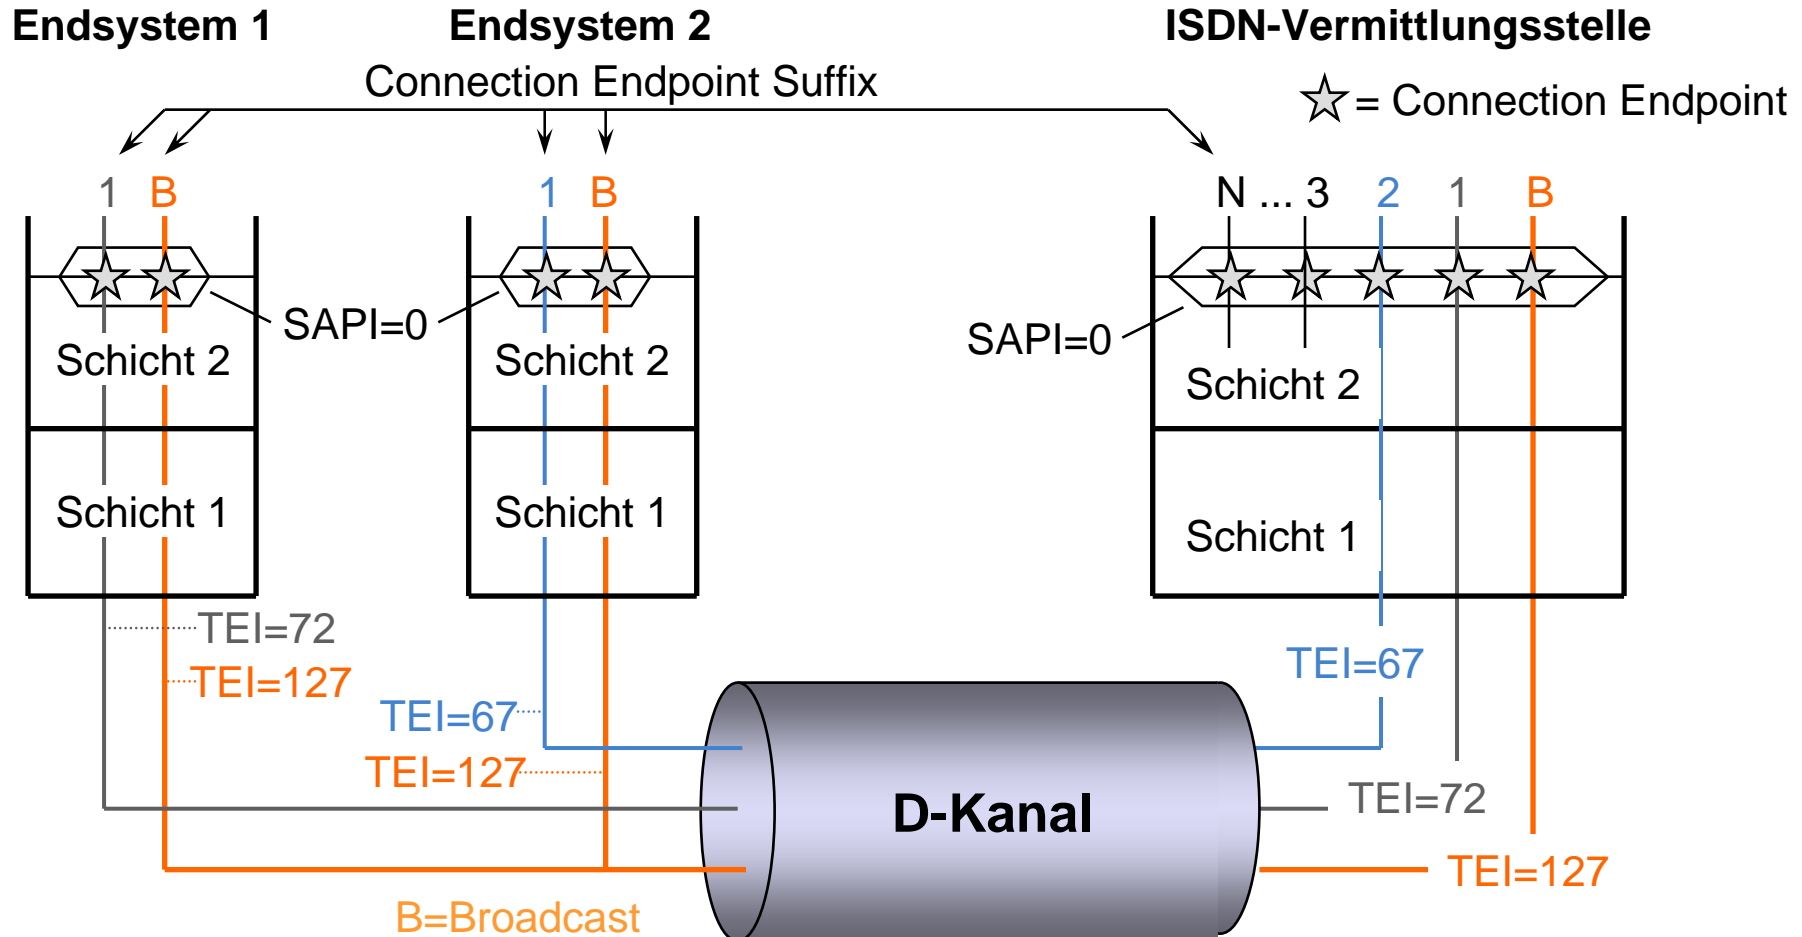 Endsystem 1 Endsystem 2 ISDN-Vermittlungsstelle
Connection Endpoint Suffix
= Connection Endpoint
1 B 1 B N ... 3 2 1 B
SAPI=0 SAPI=0
Schicht 2 Schicht 2 Schicht 2
Schicht 1 Schicht 1 Schicht 1
TEI=72
TEI=127
TEI=67
TEI=67
TEI=127
TEI=72
D-Kanal
TEI=127
B=Broadcast